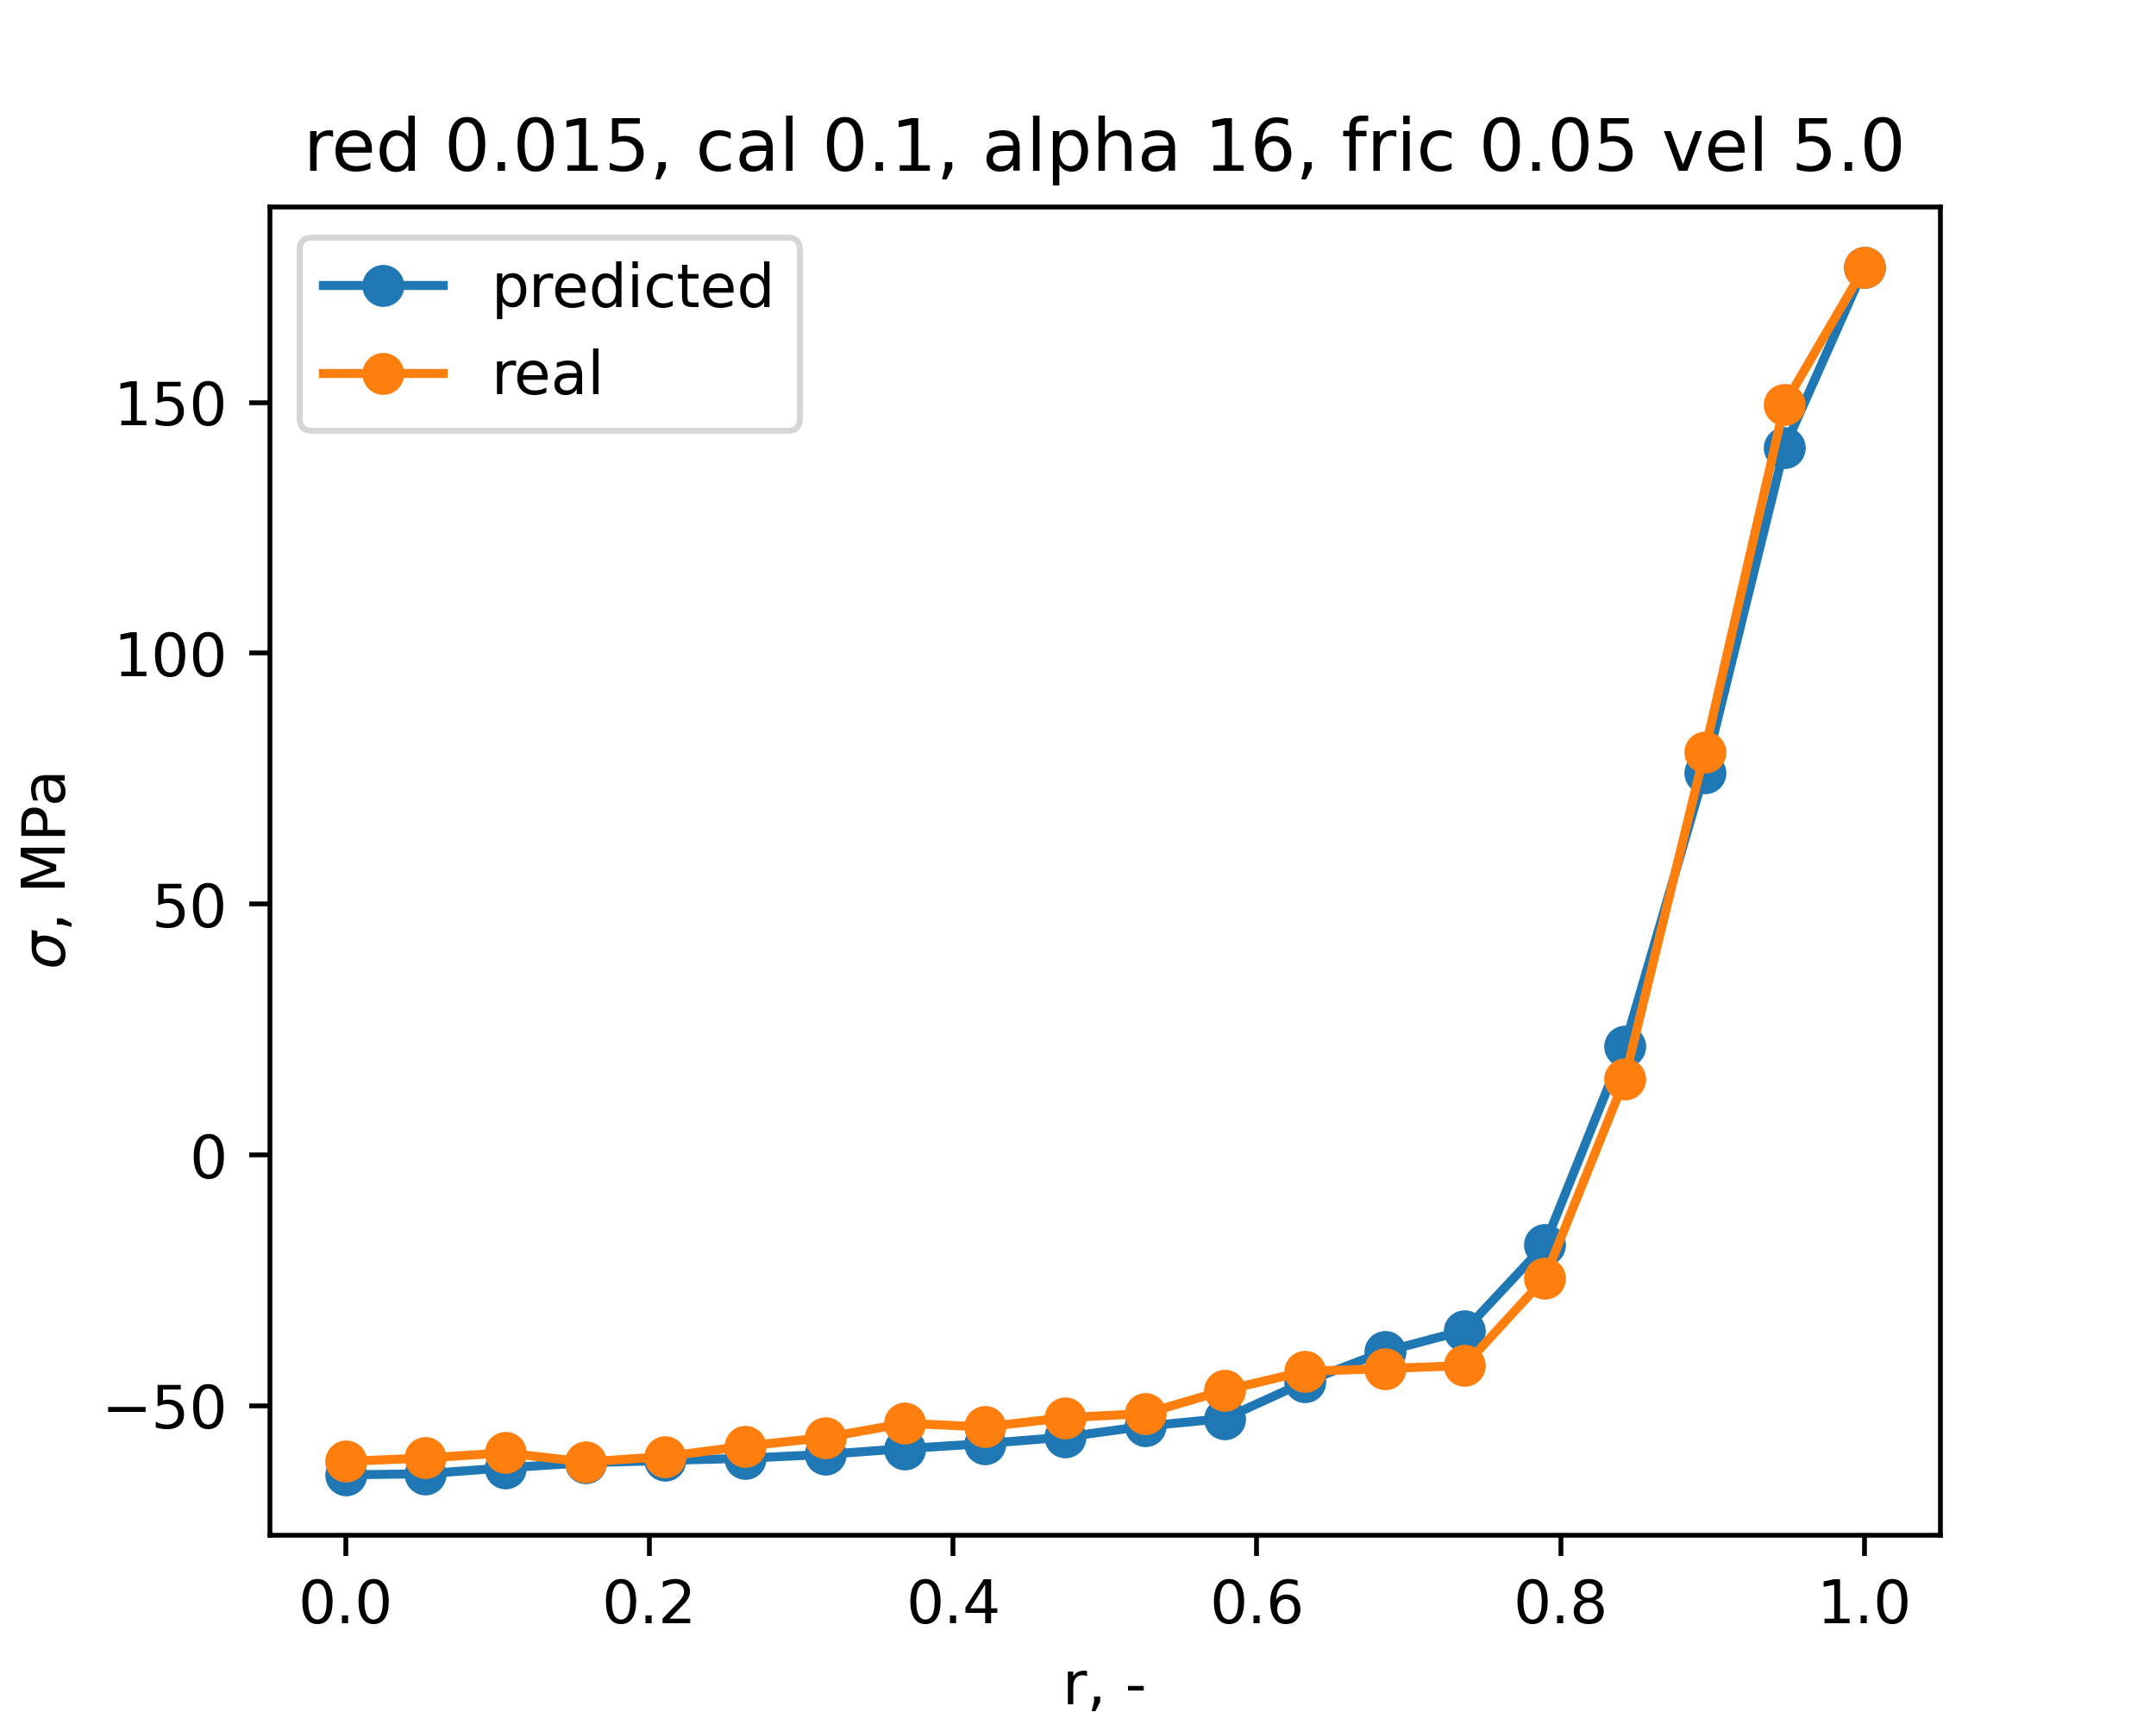 red 0.015, cal 0.1, alpha 16, fric 0.05 vel 5.0
predicted
real
150
100
50
0
−50
σ, MPa
0.0 0.2 0.4 0.6 0.8 1.0
r, -